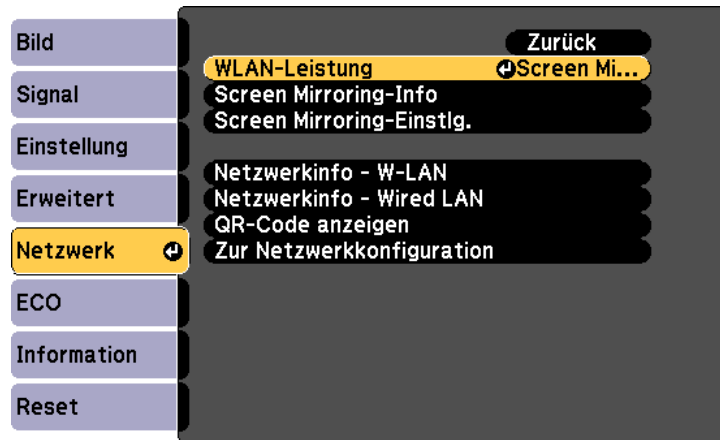 Bild
Signal
Einstellung
Erweitert
Netzwerk
ECO
Information
Reset
Zurück
WLAN-Leistung Screen Mi...
Screen Mirroring-Info
Screen Mirroring-Einstlg.
Netzwerkinfo - W-LAN
Netzwerkinfo - Wired LAN
QR-Code anzeigen
Zur Netzwerkkonfiguration